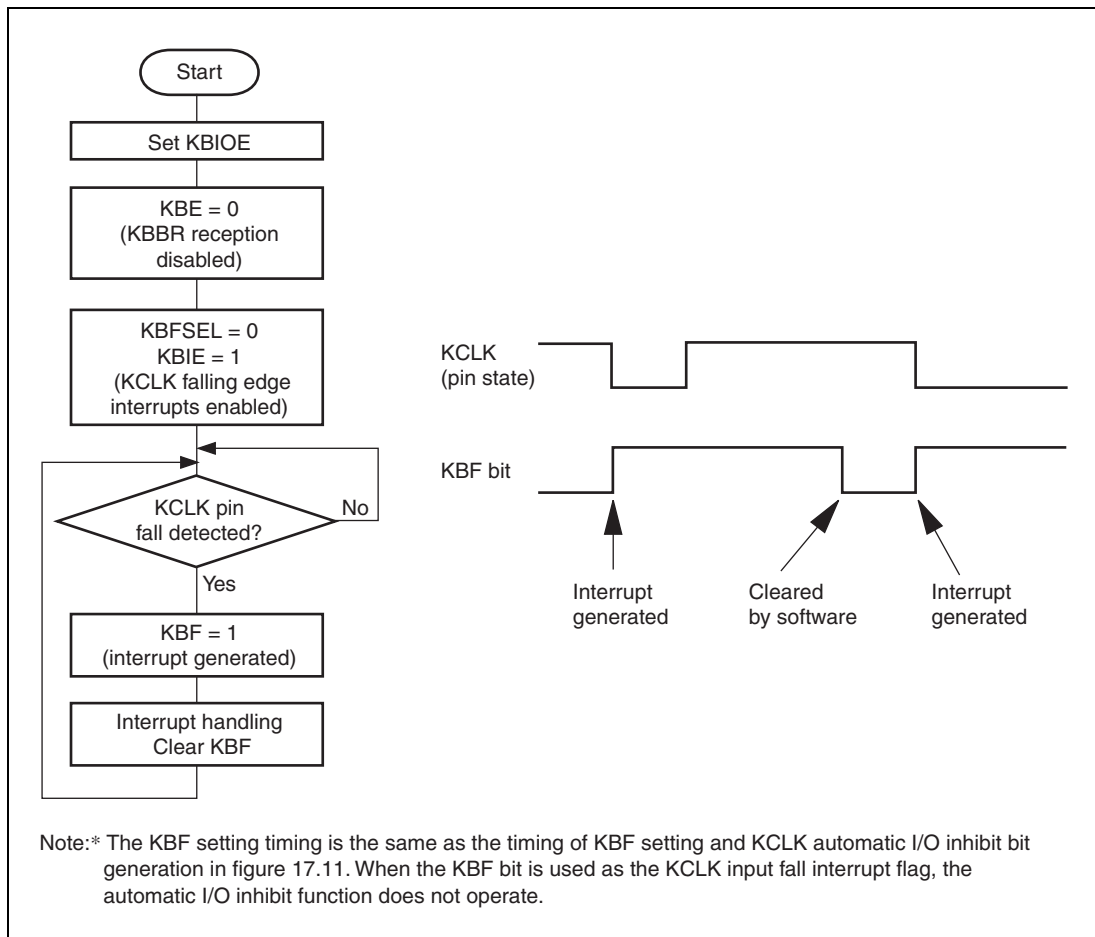 Start
Set KBIOE
KBE = 0
(KBBR reception
disabled)
KBFSEL = 0
KBIE = 1
(KCLK falling edge
interrupts enabled)
KCLK pin
fall detected?
No
Yes
KBF = 1
(interrupt generated)
Interrupt handling
Clear KBF
KCLK
(pin state)
KBF bit
Interrupt
generated
Cleared
by software
Interrupt
generated
Note:* The KBF setting timing is the same as the timing of KBF setting and KCLK automatic I/O inhibit bit
generation in figure 17.11. When the KBF bit is used as the KCLK input fall interrupt flag, the
automatic I/O inhibit function does not operate.